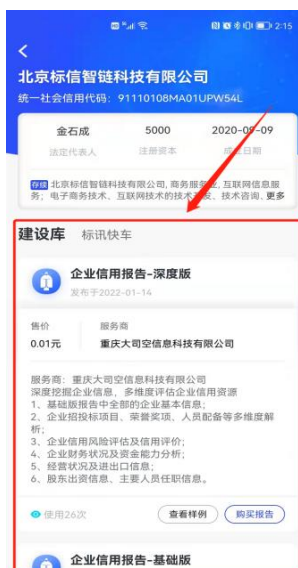 2:15
北京标信智链科技有限公司
统一社会信用代码：91110108MA01UPW54L
金石成 5000 2020-09-09
法定代表人 注册资本 成立日期
存续 北京标信智链科技有限公司，商务服务业，互联网信息服
务；电子商务技术、互联网技术的技术开发、技术咨询，更多
建设库 标讯快车
企业信用报告-深度版
发布于2022-01-14
售价 服务商
0.01元 重庆大司空信息科技有限公司
服务商：重庆大司空信息科技有限公司
深度挖掘企业信息，多维度评估企业信用资源
1、基础版报告中全部的企业基本信息；
2、企业招投标项目、荣誉奖项、人员配备等多维度解
析；
3、企业信用风险评估及信用评价；
4、企业财务状况及资金能力分析；
5、经营状况及进出口信息；
6、股东出资信息、主要人员任职信息。
使用26次 查看样例 购买报告
企业信用报告-基础版